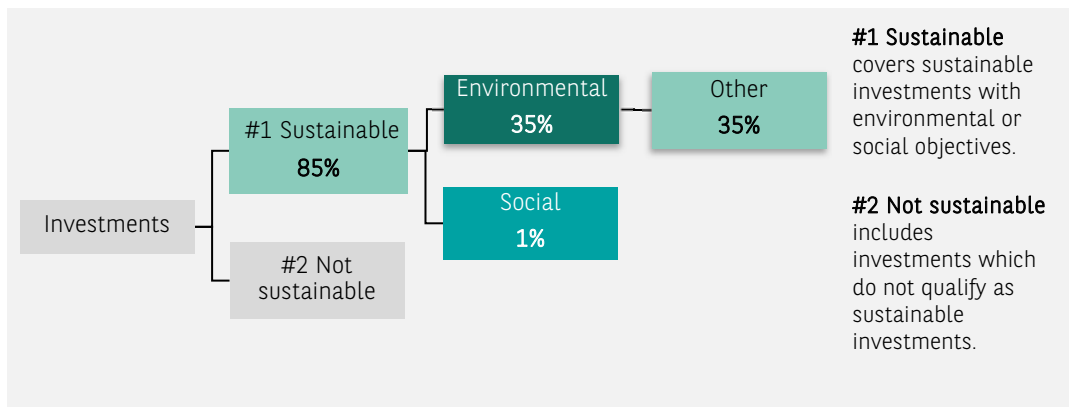 Investments
#1 Sustainable
85%
#2 Not
sustainable
Environmental
35%
Social
1%
Other
35%
#1 Sustainable
covers sustainable
investments with
environmental or
social objectives.
#2 Not sustainable
includes
investments which
do not qualify as
sustainable
investments.